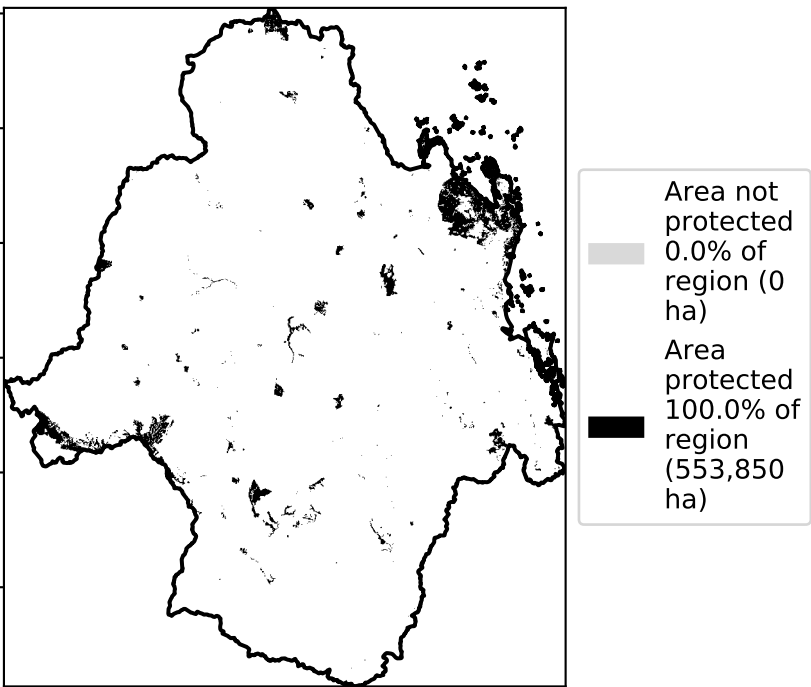 Area not
protected
0.0% of
region (0
ha)
Area
protected
100.0% of
region
(553,850
ha)